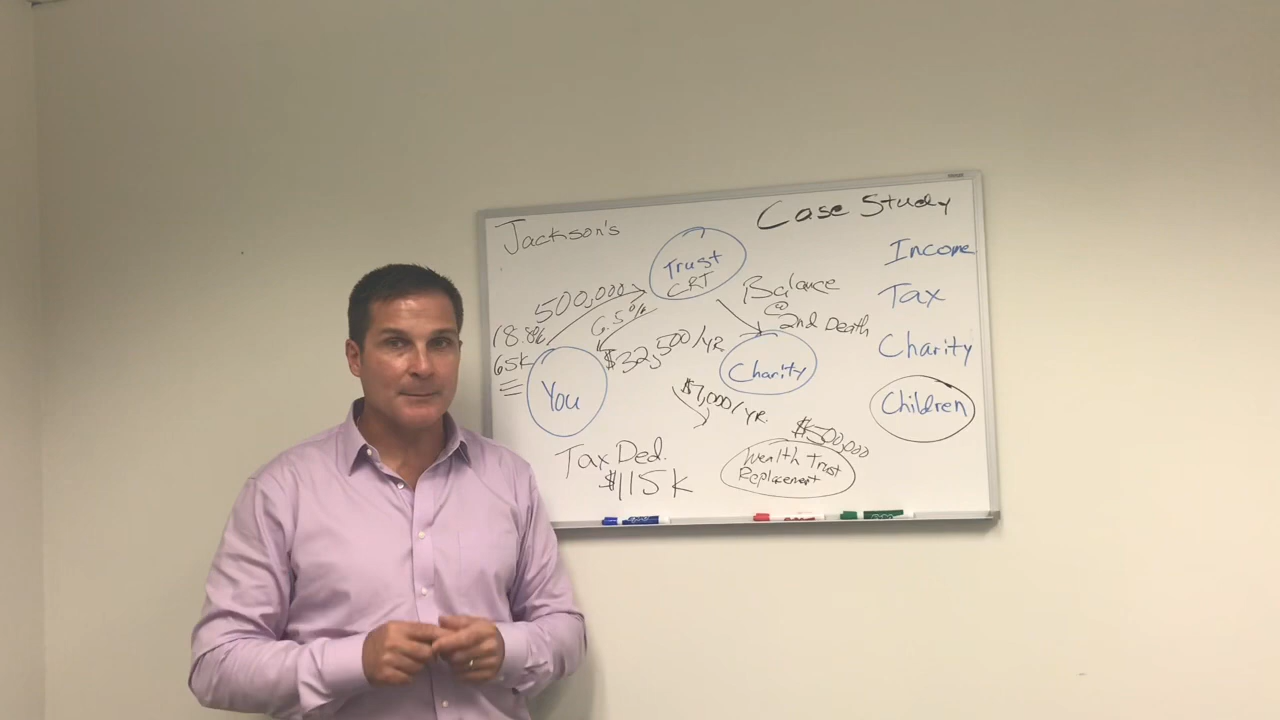 Jackson's
Case Study
Trust
CRT
500,000
6.5%
18.8%
65k
$32,500/YR
You
Balance
@
2nd Death
Charity
$7,000/YR.
$500,000
Wealth Trust
Replacement
Tax Ded.
$115k
Income
Tax
Charity
Children